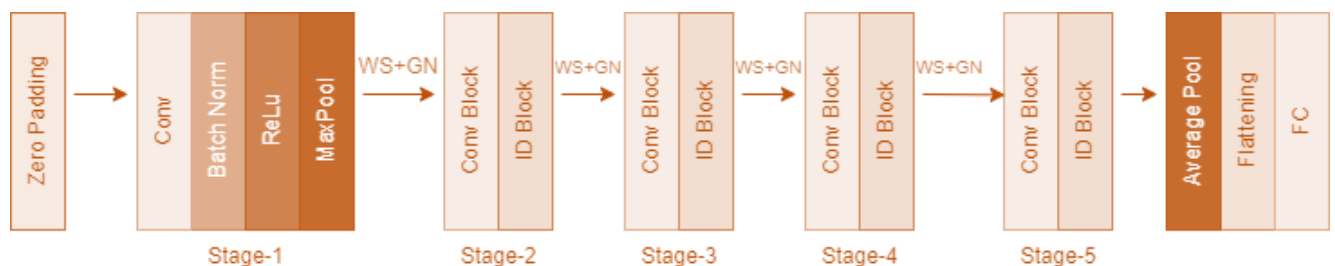 Zero Padding
Conv
Batch Norm
ReLu
MaxPool
Stage-1
WS+GN
Conv Block
ID Block
Stage-2
WS+GN
Conv Block
ID Block
Stage-3
WS+GN
Conv Block
ID Block
Stage-4
WS+GN
Conv Block
ID Block
Stage-5
Average Pool
Flattening
FC